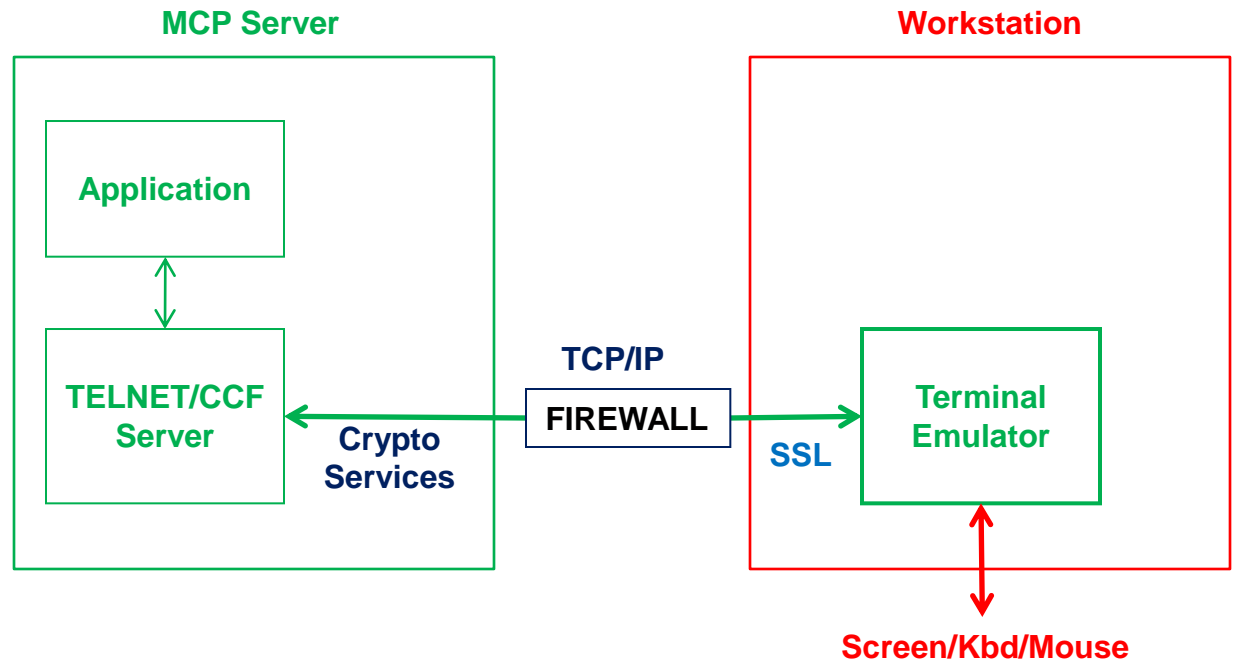 MCP Server
Workstation
Application
TELNET/CCF
Server
Crypto
Services
TCP/IP
FIREWALL
SSL
Terminal
Emulator
Screen/Kbd/Mouse